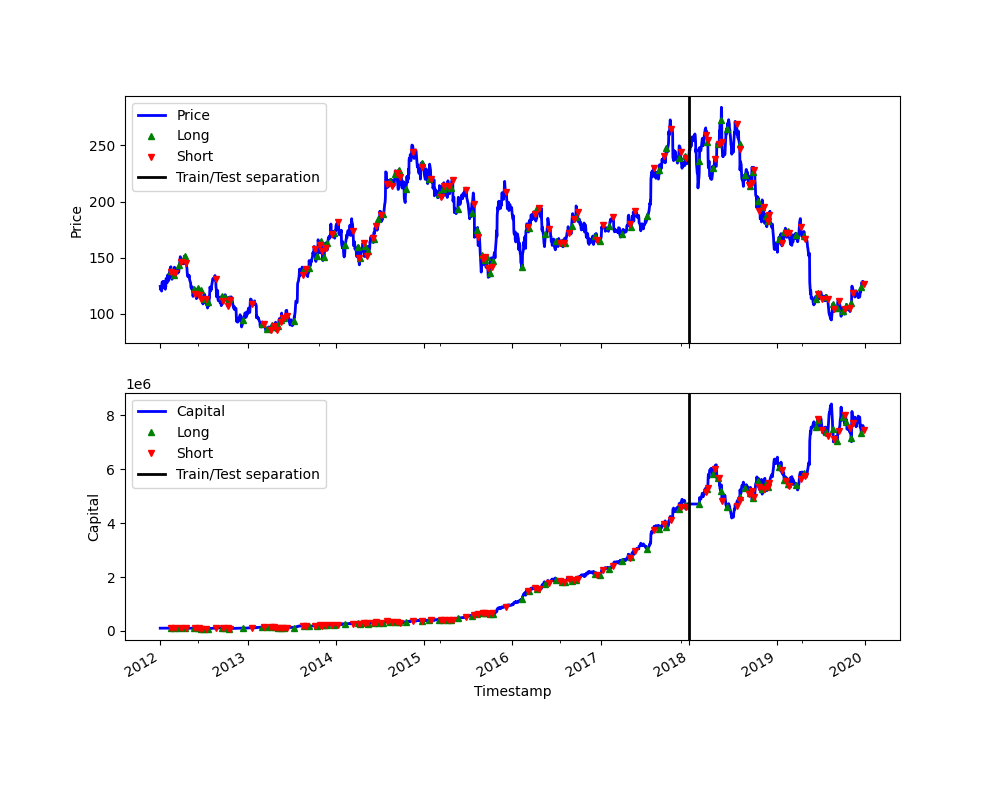 Price
Long
Short
Train/Test separation
250
200
150
100
Price
1e6
Capital
Long
Short
Train/Test separation
8
6
4
2
0
Capital
2012 2013 2014 2015 2016 2017 2018 2019 2020
Timestamp